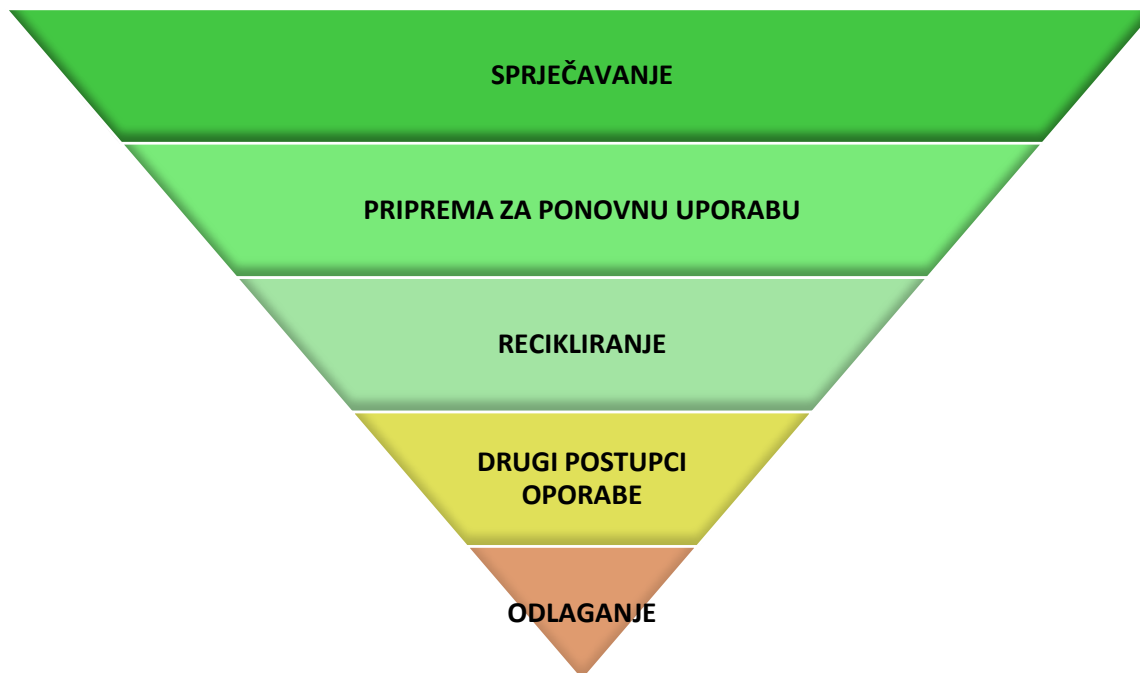 SPRJEČAVANJE
PRIPREMA ZA PONOVNU UPORABU
RECIKLIRANJE
DRUGI POSTUPCI
OPORABE
ODLAGANJE